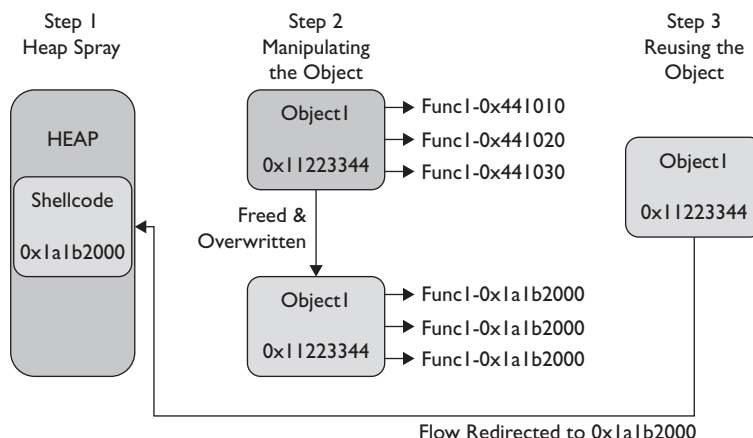 Step 1
Heap Spray
HEAP
Shellcode
0x1a1b2000
Step 2
Manipulating
the Object
Object1
0x11223344
Func1-0x441010
Func1-0x441020
Func1-0x441030
Freed &
Overwritten
Object1
0x11223344
Func1-0x1a1b2000
Func1-0x1a1b2000
Func1-0x1a1b2000
Step 3
Reusing the
Object
Object1
0x11223344
Flow Redirected to 0x1a1b2000